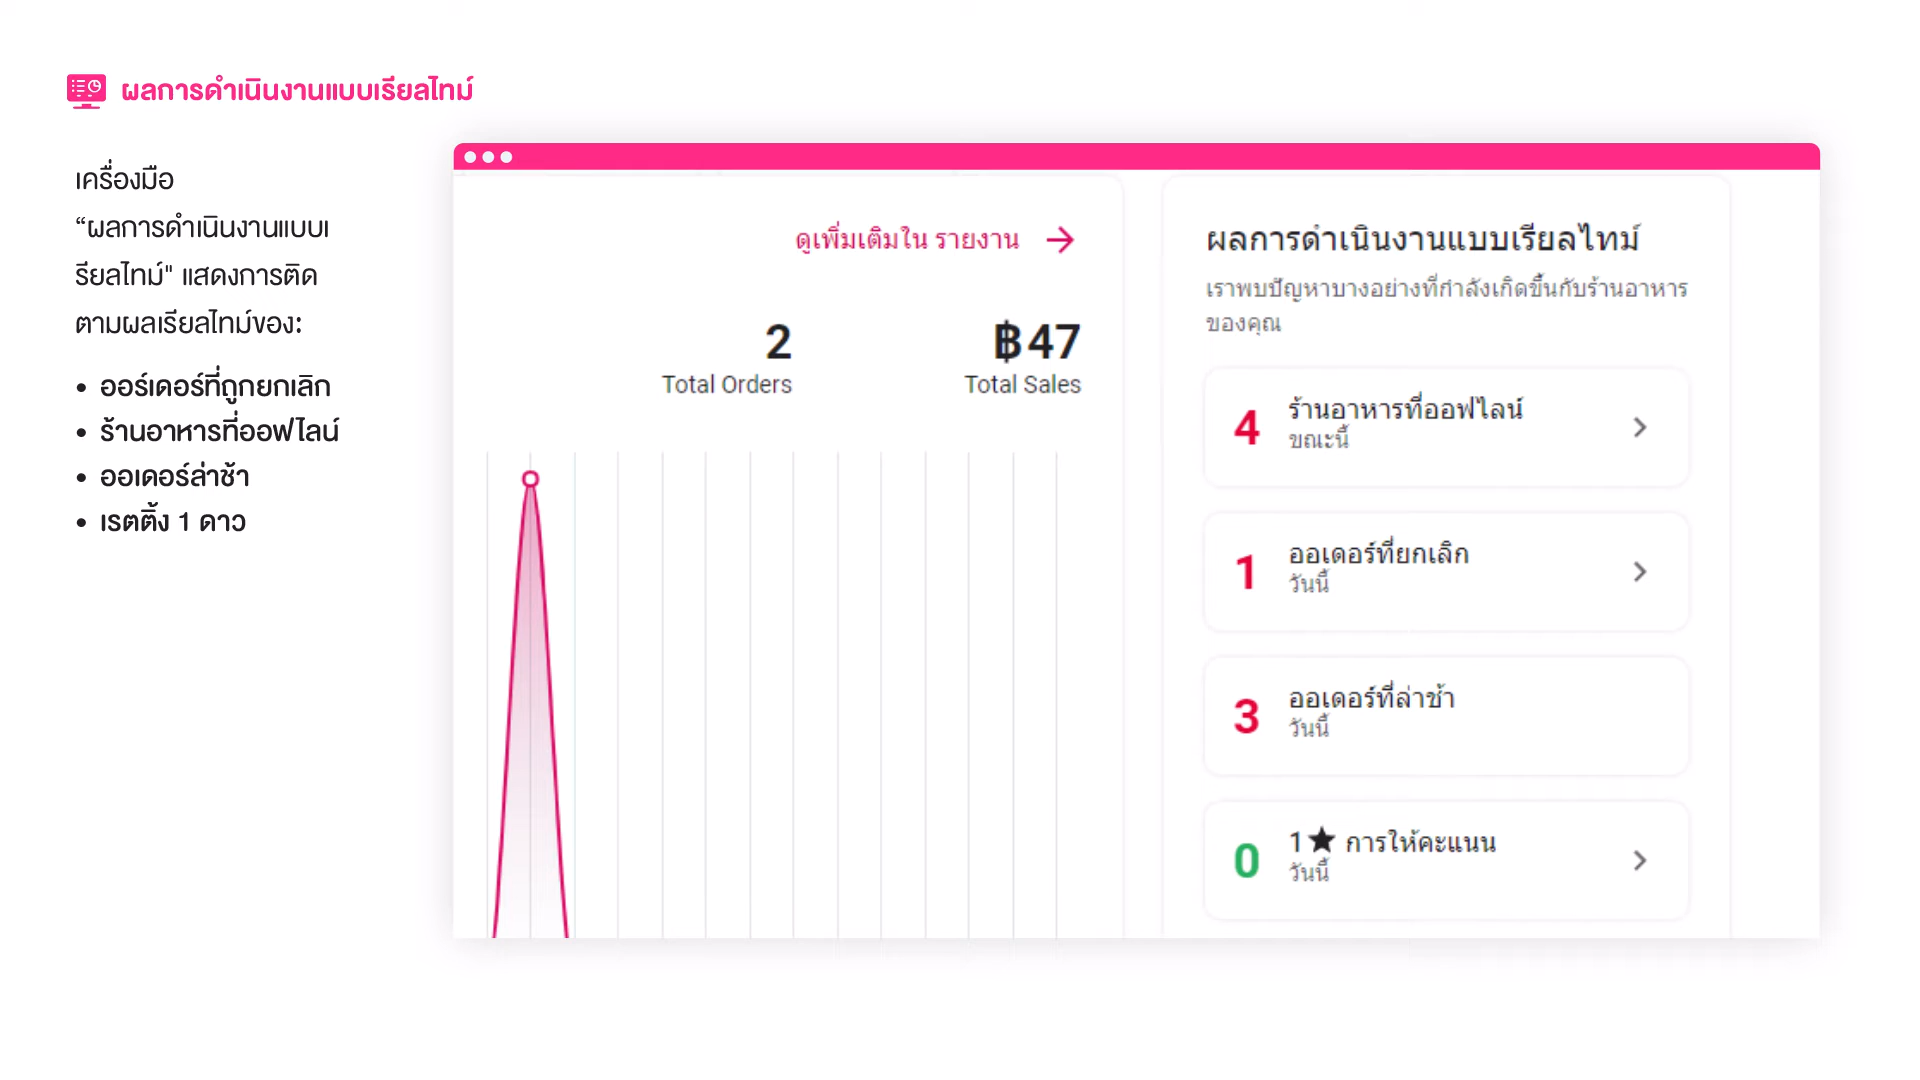 ผลการดำเนินงานแบบเรียลไทม์
เครื่องมือ
“ผลการดำเนินงานแบบเ
รียลไทม์" แสดงการติด
ตามผลเรียลไทม์ของ:
• ออร์เดอร์ที่ถูกยกเลิก
• ร้านอาหารที่ออฟไลน์
• ออเดอร์ล่าช้า
• เรตติ้ง 1 ดาว
ดูเพิ่มเติมใน รายงาน
2
Total Orders
฿47
Total Sales
ผลการดำเนินงานแบบเรียลไทม์
เราพบปัญหาบางอย่างที่กำลังเกิดขึ้นกับร้านอาหาร
ของคุณ
4
ร้านอาหารที่ออฟไลน์
ขณะนี้
1
ออเดอร์ที่ยกเลิก
วันนี้
3
ออเดอร์ที่ล่าช้า
วันนี้
0
1★ การให้คะแนน
วันนี้